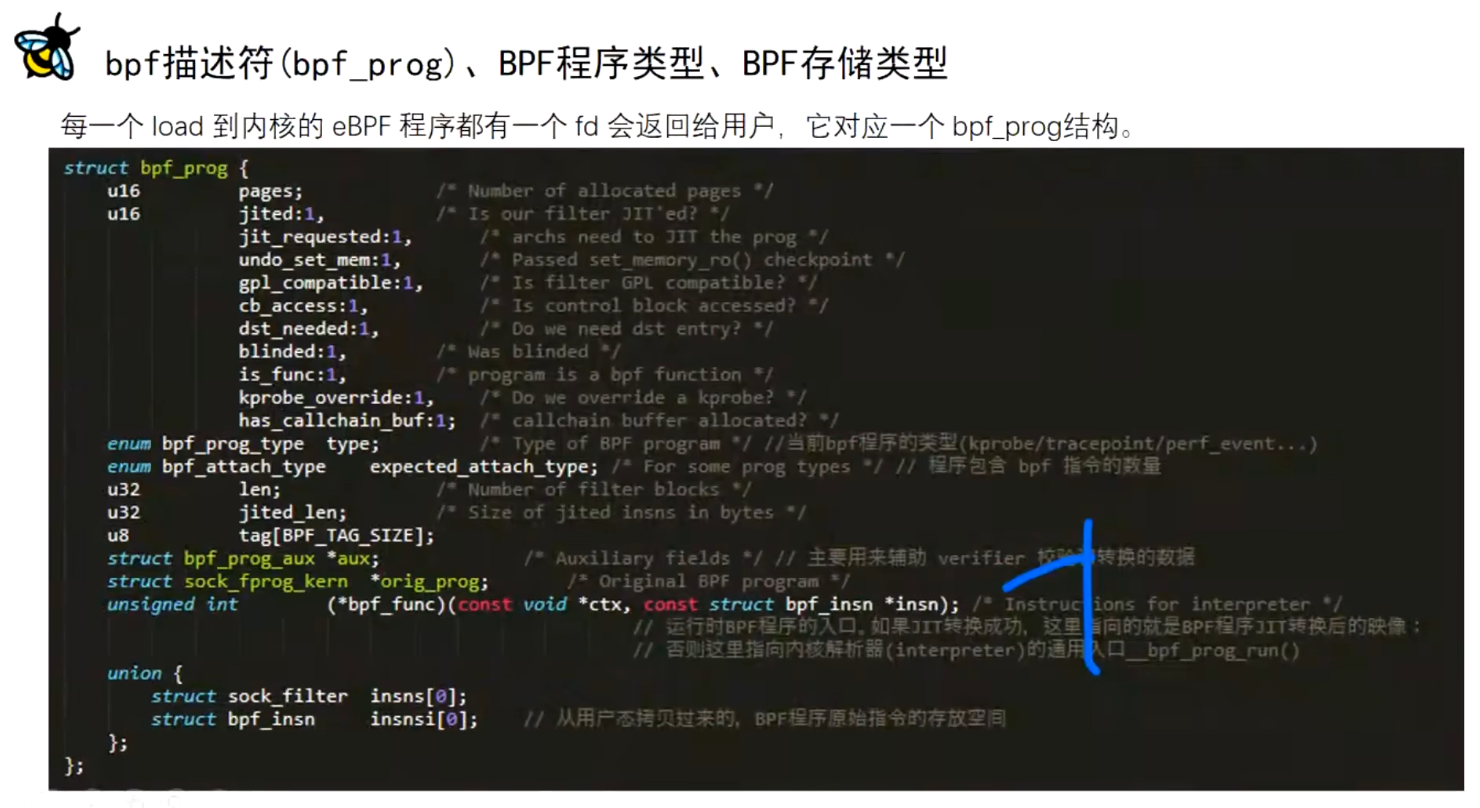 bpf描述符(bpf_prog)、BPF程序类型、BPF存储类型
每一个 load 到内核的 eBPF 程序都有一个 fd 会返回给用户，它对应一个 bpf_prog结构。
struct bpf_prog {
u16 pages; /* Number of allocated pages */
u16 jited:1, /* Is our filter JIT'ed? */
jit_requested:1, /* archs need to JIT the prog */
undo_set_mem:1, /* Passed set_memory_ro() checkpoint */
gpl_compatible:1, /* Is filter GPL compatible? */
cb_access:1, /* Is control block accessed? */
dst_needed:1, /* Do we need dst entry? */
blinded:1, /* Was blinded */
is_func:1, /* program is a bpf function */
kprobe_override:1, /* Do we override a kprobe? */
has_callchain_buf:1; /* callchain buffer allocated? */
enum bpf_prog_type type; /* Type of BPF program */ //当前bpf程序的类型(kprobe/tracepoint/perf_event...)
enum bpf_attach_type expected_attach_type; /* For some prog types */ // 程序包含 bpf 指令的数量
u32 len; /* Number of filter blocks */
u32 jited_len; /* Size of jited insns in bytes */
u8 tag[BPF_TAG_SIZE];
struct bpf_prog_aux *aux; /* Auxiliary fields */ // 主要用来辅助 verifier 校验转换的数据
struct sock_fprog_kern *orig_prog; /* Original BPF program */
unsigned int (*bpf_func)(const void *ctx, const struct bpf_insn *insn); /* Instructions for interpreter */
// 运行时BPF程序的入口。如果JIT转换成功，这里指向的就是BPF程序JIT转换后的映像；
// 否则这里指向内核解析器(interpreter)的通用入口__bpf_prog_run()
union {
struct sock_filter insns[0];
struct bpf_insn insnsi[0]; // 从用户态拷贝过来的，BPF程序原始指令的存放空间
};
};